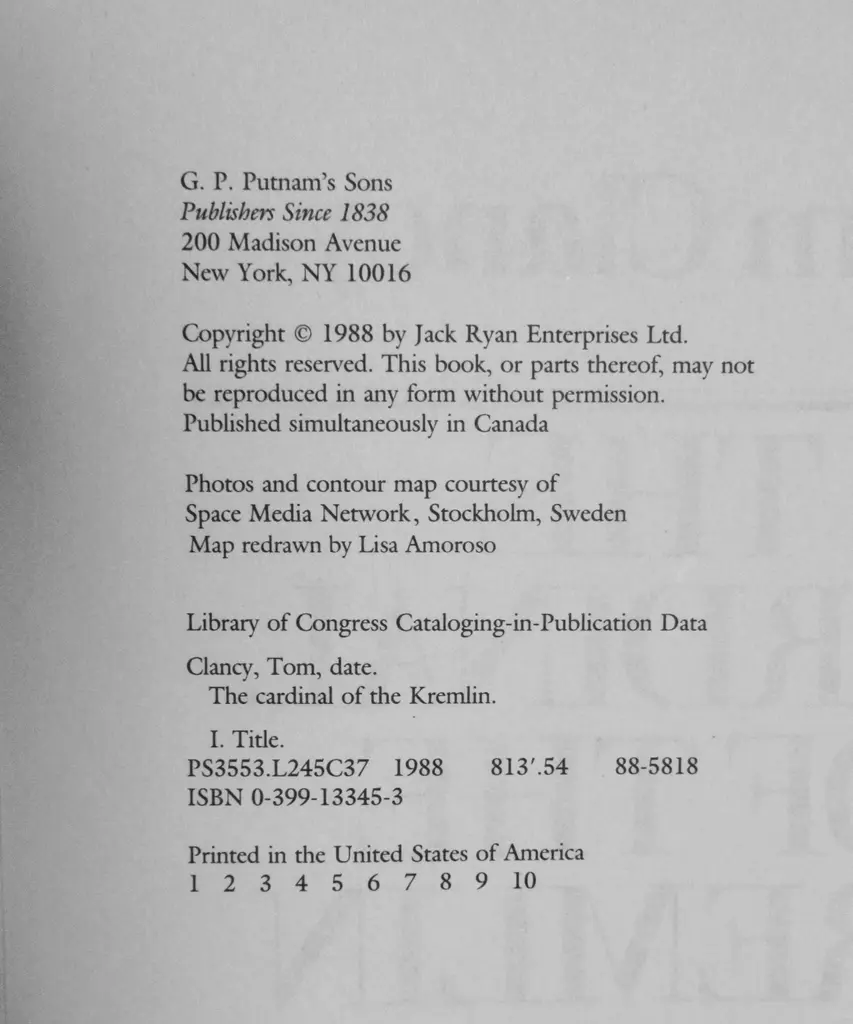 G. P. Putnam's Sons
Publishers Since 1838
200 Madison Avenue
New York, NY 10016
Copyright © 1988 by Jack Ryan Enterprises Ltd.
All rights reserved. This book, or parts thereof, may not
be reproduced in any form without permission.
Published simultaneously in Canada
Photos and contour map courtesy of
Space Media Network, Stockholm, Sweden
Map redrawn by Lisa Amoroso
Library of Congress Cataloging-in-Publication Data
Clancy, Tom, date.
The cardinal of the Kremlin.
I. Title.
PS3553.L245C37 1988 813'.54 88-5818
ISBN 0-399-13345-3
Printed in the United States of America
1 2 3 4 5 6 7 8 9 10